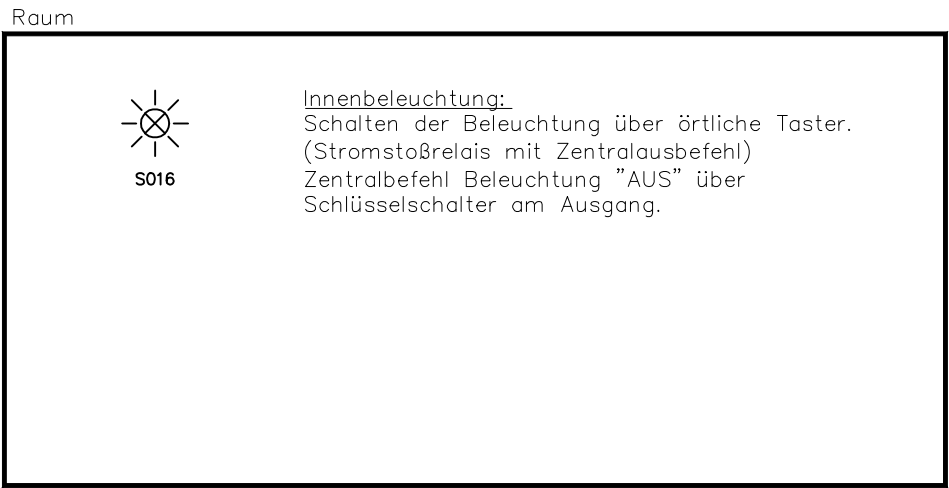 Raum
Innenbeleuchtung:
Schalten der Beleuchtung über örtliche Taster.
(Stromstoßrelais mit Zentralausbefehl)
Zentralbefehl Beleuchtung "AUS" über
Schlüsselschalter am Ausgang.
S016